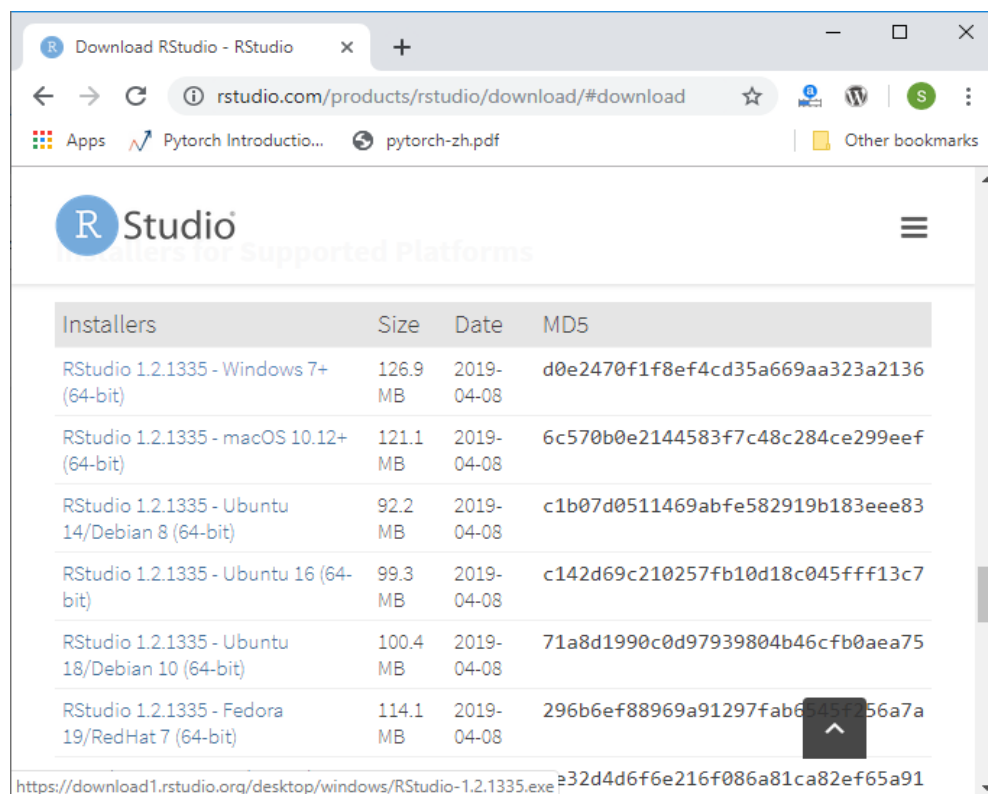 Download RStudio - RStudio
rstudio.com/products/rstudio/download/#download
S
Apps Pytorch Introductio... pytorch-zh.pdf Other bookmarks
R Studio
Installers for Supported Platforms
Installers Size Date MD5
RStudio 1.2.1335 - Windows 7+ 126.9 2019- d0e2470f1f8ef4cd35a669aa323a2136
(64-bit) MB 04-08
RStudio 1.2.1335 - macOS 10.12+ 121.1 2019- 6c570b0e2144583f7c48c284ce299eef
(64-bit) MB 04-08
RStudio 1.2.1335 - Ubuntu 92.2 2019- c1b07d0511469abfe582919b183eee83
14/Debian 8 (64-bit) MB 04-08
RStudio 1.2.1335 - Ubuntu 16 (64- 99.3 2019- c142d69c210257fb10d18c045fff13c7
bit) MB 04-08
RStudio 1.2.1335 - Ubuntu 100.4 2019- 71a8d1990c0d97939804b46cfb0aea75
18/Debian 10 (64-bit) MB 04-08
RStudio 1.2.1335 - Fedora 114.1 2019- 296b6ef88969a91297fab6545f256a7a
19/RedHat 7 (64-bit) MB 04-08
https://download1.rstudio.org/desktop/windows/RStudio-1.2.1335.exe e32d4d6f6e216f086a81ca82ef65a91